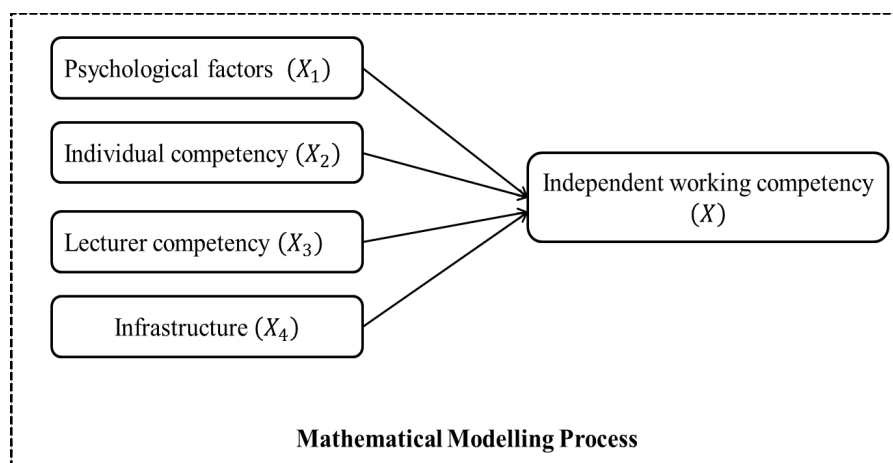 Psychological factors (X₁)
Individual competency (X₂)
Lecturer competency (X₃)
Infrastructure (X₄)
Independent working competency
(X)
Mathematical Modelling Process